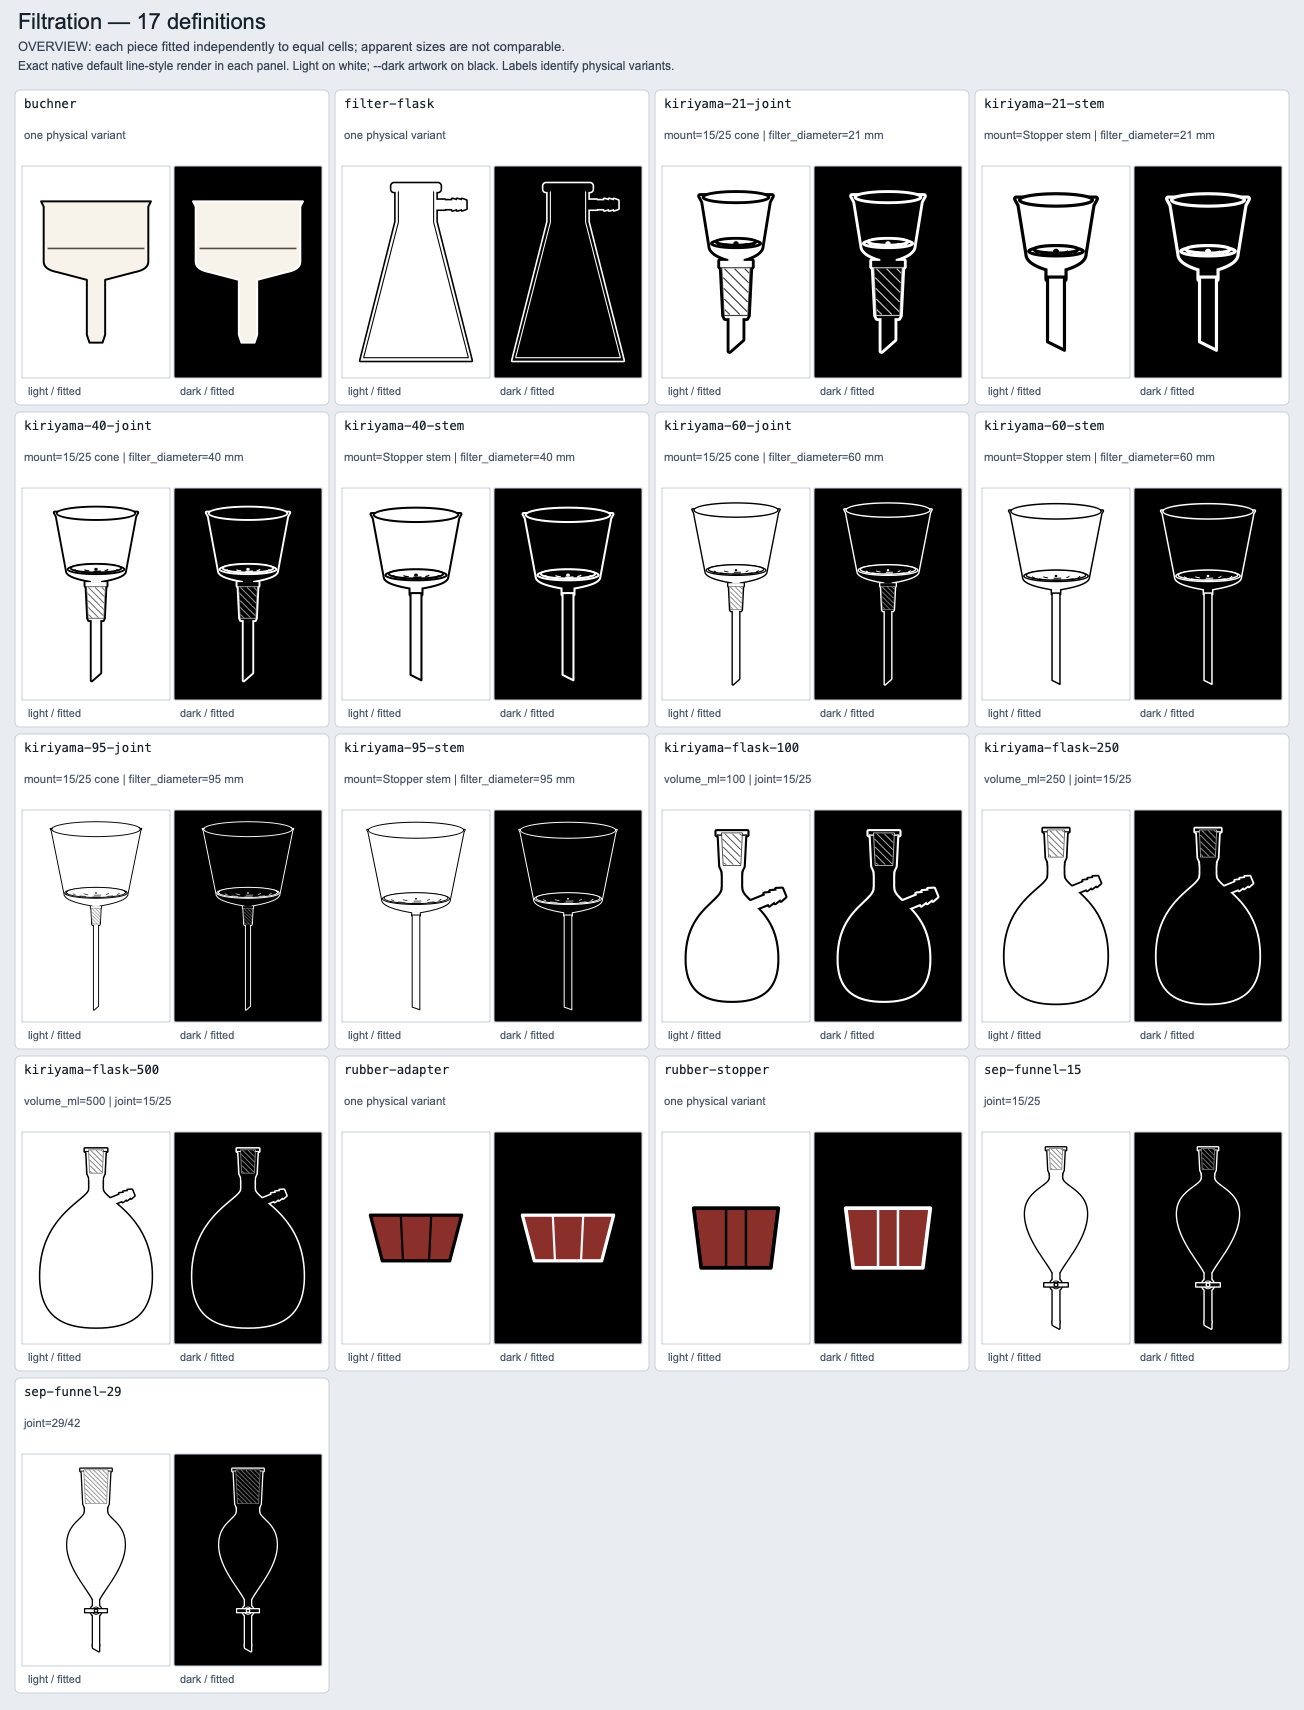 Filtration — 17 definitions
OVERVIEW: each piece fitted independently to equal cells; apparent sizes are not comparable.
Exact native default line-style render in each panel. Light on white; --dark artwork on black. Labels identify physical variants.
buchner
one physical variant
light / fitted
dark / fitted
filter-flask
one physical variant
light / fitted
dark / fitted
kiriyama-21-joint
mount=15/25 cone | filter_diameter=21 mm
light / fitted
dark / fitted
kiriyama-21-stem
mount=Stopper stem | filter_diameter=21 mm
light / fitted
dark / fitted
kiriyama-40-joint
mount=15/25 cone | filter_diameter=40 mm
light / fitted
dark / fitted
kiriyama-40-stem
mount=Stopper stem | filter_diameter=40 mm
light / fitted
dark / fitted
kiriyama-60-joint
mount=15/25 cone | filter_diameter=60 mm
light / fitted
dark / fitted
kiriyama-60-stem
mount=Stopper stem | filter_diameter=60 mm
light / fitted
dark / fitted
kiriyama-95-joint
mount=15/25 cone | filter_diameter=95 mm
light / fitted
dark / fitted
kiriyama-95-stem
mount=Stopper stem | filter_diameter=95 mm
light / fitted
dark / fitted
kiriyama-flask-100
volume_ml=100 | joint=15/25
light / fitted
dark / fitted
kiriyama-flask-250
volume_ml=250 | joint=15/25
light / fitted
dark / fitted
kiriyama-flask-500
volume_ml=500 | joint=15/25
light / fitted
dark / fitted
rubber-adapter
one physical variant
light / fitted
dark / fitted
rubber-stopper
one physical variant
light / fitted
dark / fitted
sep-funnel-15
joint=15/25
light / fitted
dark / fitted
sep-funnel-29
joint=29/42
light / fitted
dark / fitted